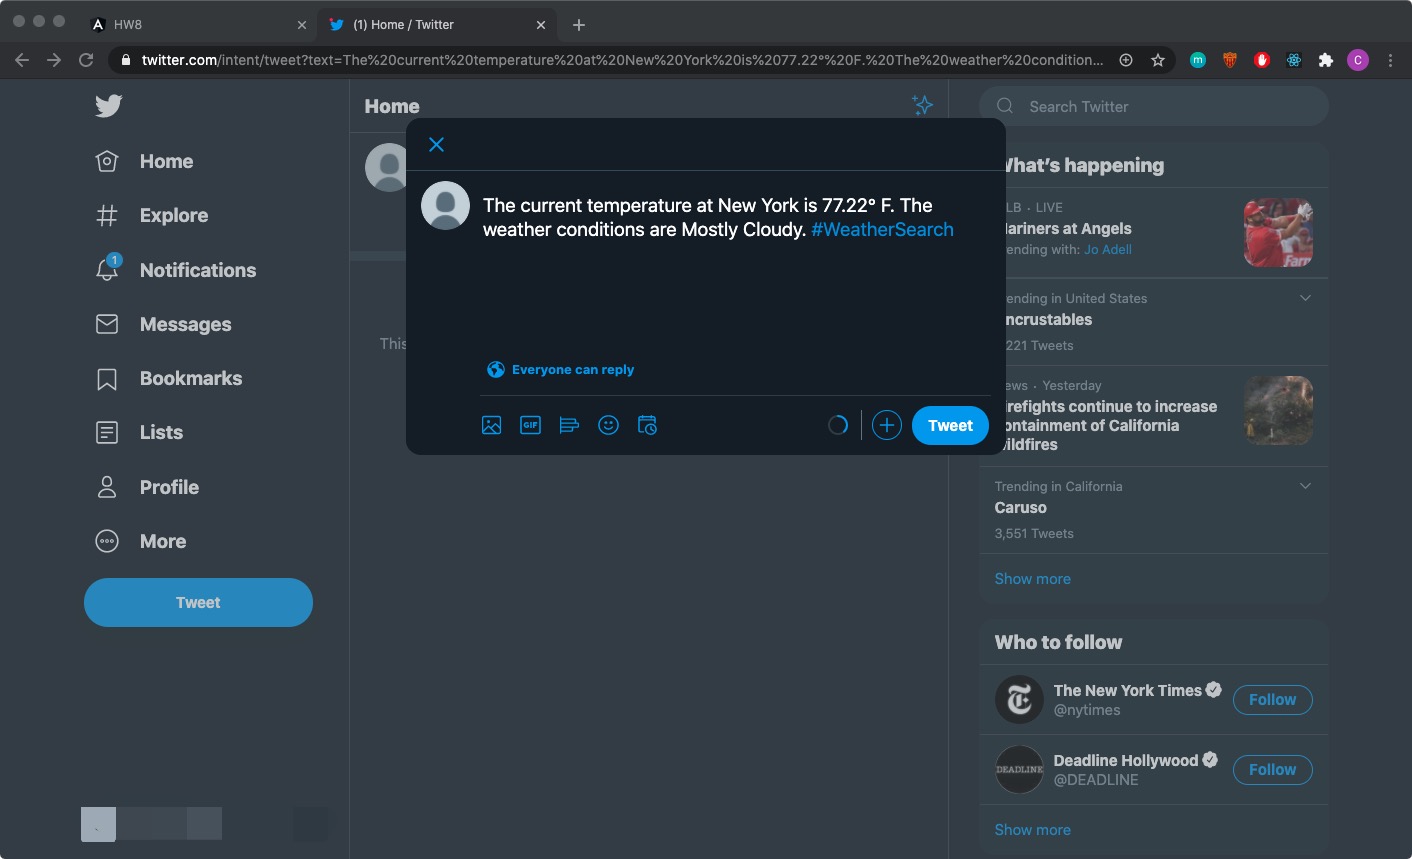 HW8
(1) Home / Twitter
twitter.com/intent/tweet?text=The%20current%20temperature%20at%20New%20York%20is%2077.22°%20F.%20The%20weather%20condition...
m
C
Home
Explore
1
Notifications
Messages
Bookmarks
Lists
Profile
More
Tweet
Home
This
The current temperature at New York is 77.22° F. The
weather conditions are Mostly Cloudy. #WeatherSearch
Everyone can reply
GIF
Tweet
Search Twitter
What's happening
LB · LIVE
ariners at Angels
ending with: Jo Adell
ending in United States
ncrustables
221 Tweets
ews · Yesterday
irefights continue to increase
ontainment of California
ildfires
Trending in California
Caruso
3,551 Tweets
Show more
Who to follow
The New York Times
@nytimes
Follow
DEADLINE
Deadline Hollywood
@DEADLINE
Follow
Show more